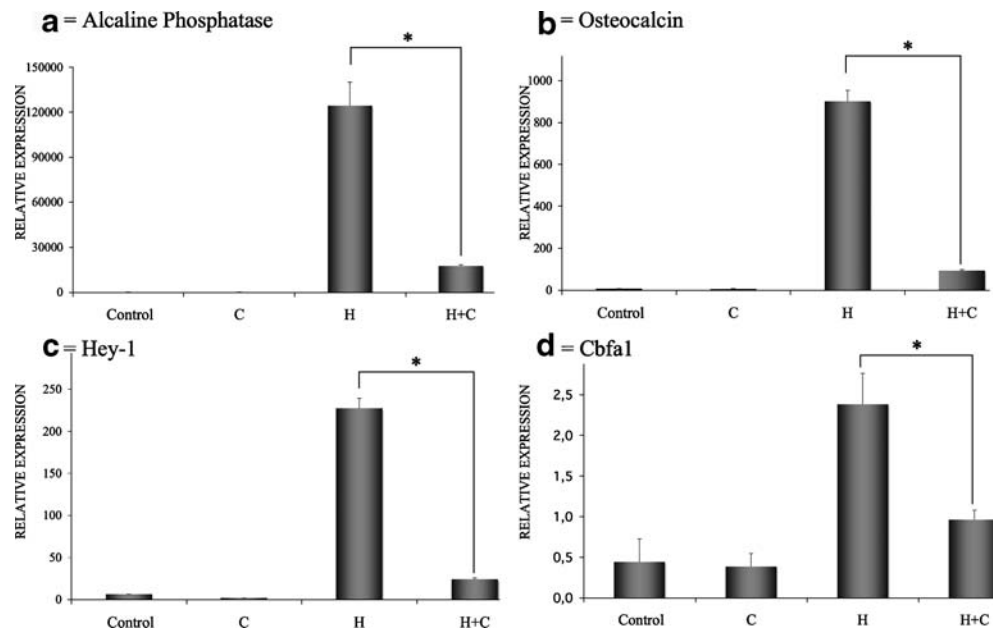 a = Alcaline Phosphatase
*
RELATIVE EXPRESSION
150000
120000
90000
60000
30000
0
Control C H H+C
b = Osteocalcin
*
RELATIVE EXPRESSION
1000
800
600
400
200
0
Control C H H+C
c = Hey-1
*
RELATIVE EXPRESSION
250
200
150
100
50
0
Control C H H+C
d = Cbfa1
*
RELATIVE EXPRESSION
2,5
2,0
1,5
1,0
0,5
0,0
Control C H H+C